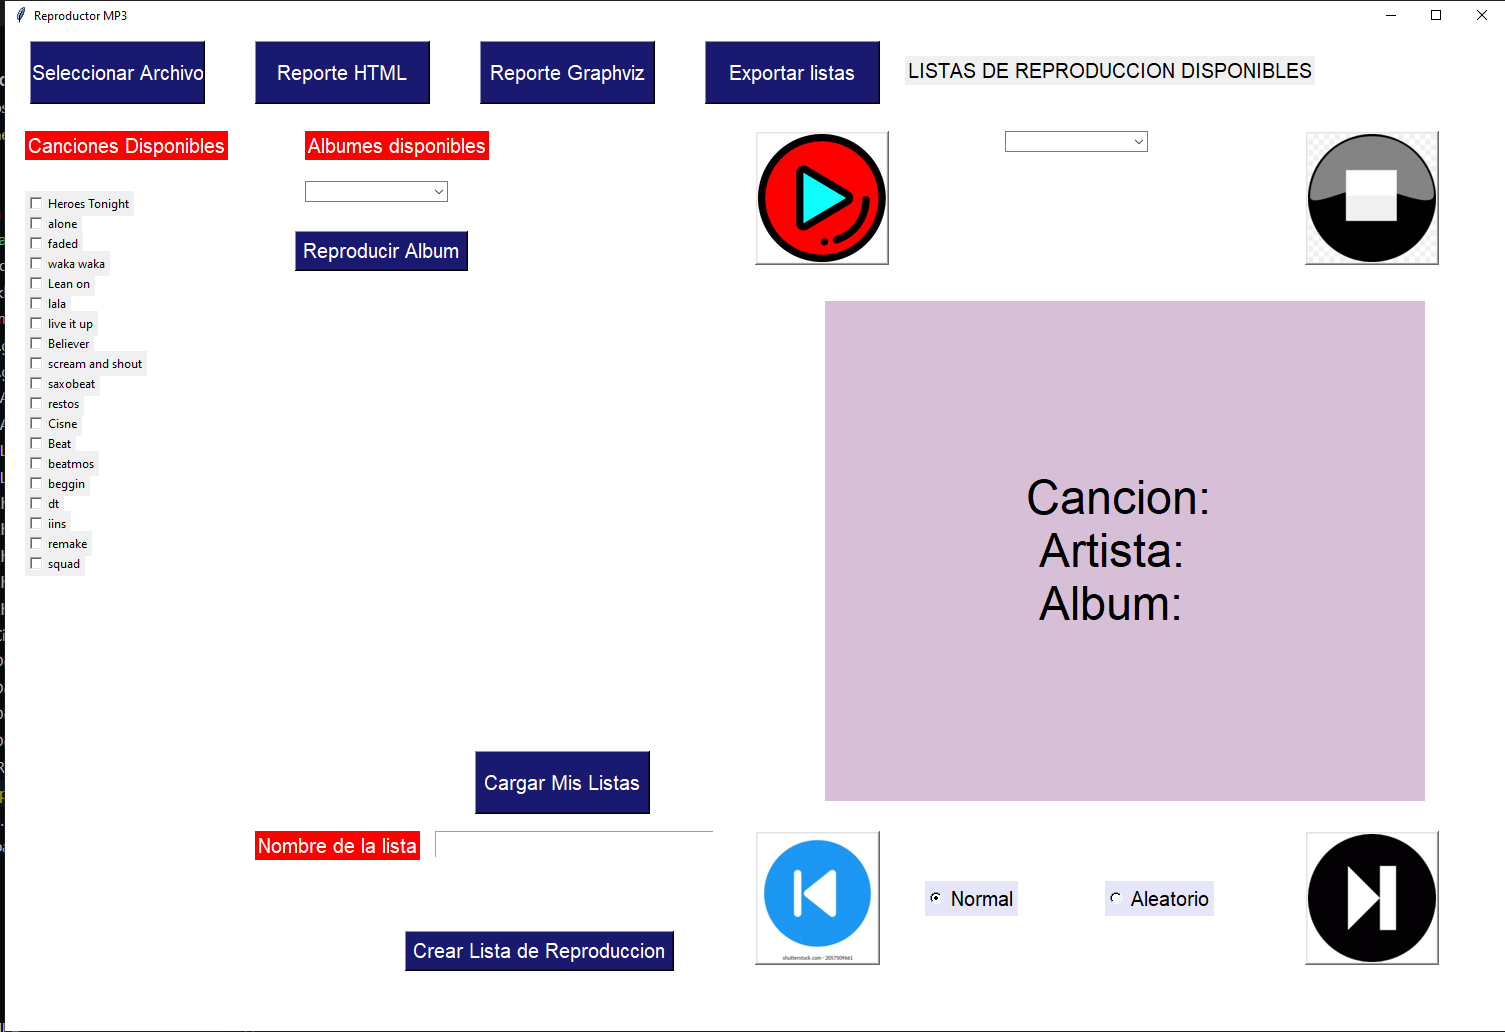 Reproductor MP3
Seleccionar Archivo
Reporte HTML
Reporte Graphviz
Exportar listas
LISTAS DE REPRODUCCION DISPONIBLES
Canciones Disponibles
Albumes disponibles
Heroes Tonight
alone
faded
waka waka
Lean on
lala
live it up
Believer
scream and shout
saxobeat
restos
Cisne
Beat
beatmos
beggin
dt
iins
remake
squad
Reproducir Album
Cancion:
Artista:
Album:
Cargar Mis Listas
Nombre de la lista
Crear Lista de Reproduccion
shutterstock.com · 2057509661
Normal
Aleatorio